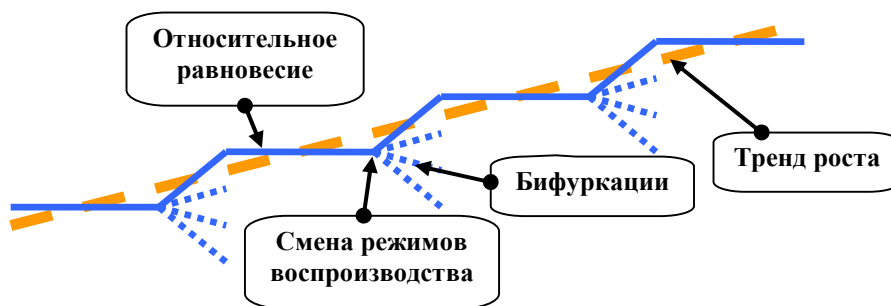 Относительное
равновесие
Тренд роста
Бифуркации
Смена режимов
воспроизводства